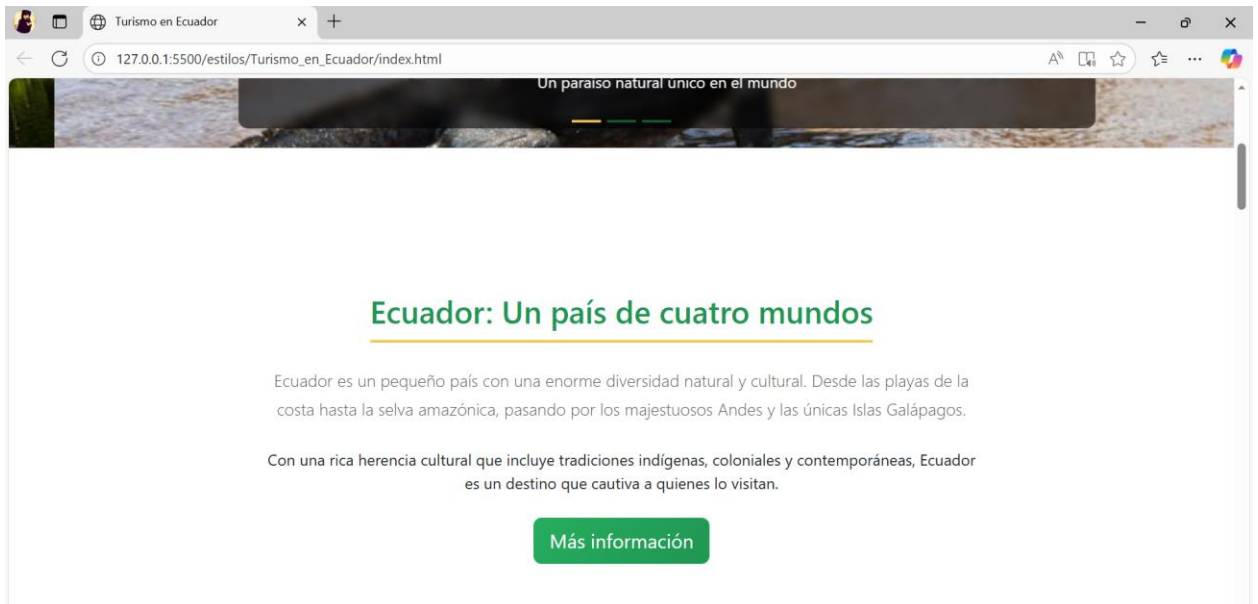 Turismo en Ecuador
127.0.0.1:5500/estilos/Turismo_en_Ecuador/index.html
Un paraíso natural único en el mundo
Ecuador: Un país de cuatro mundos
Ecuador es un pequeño país con una enorme diversidad natural y cultural. Desde las playas de la
costa hasta la selva amazónica, pasando por los majestuosos Andes y las únicas Islas Galápagos.
Con una rica herencia cultural que incluye tradiciones indígenas, coloniales y contemporáneas, Ecuador
es un destino que cautiva a quienes lo visitan.
Más información